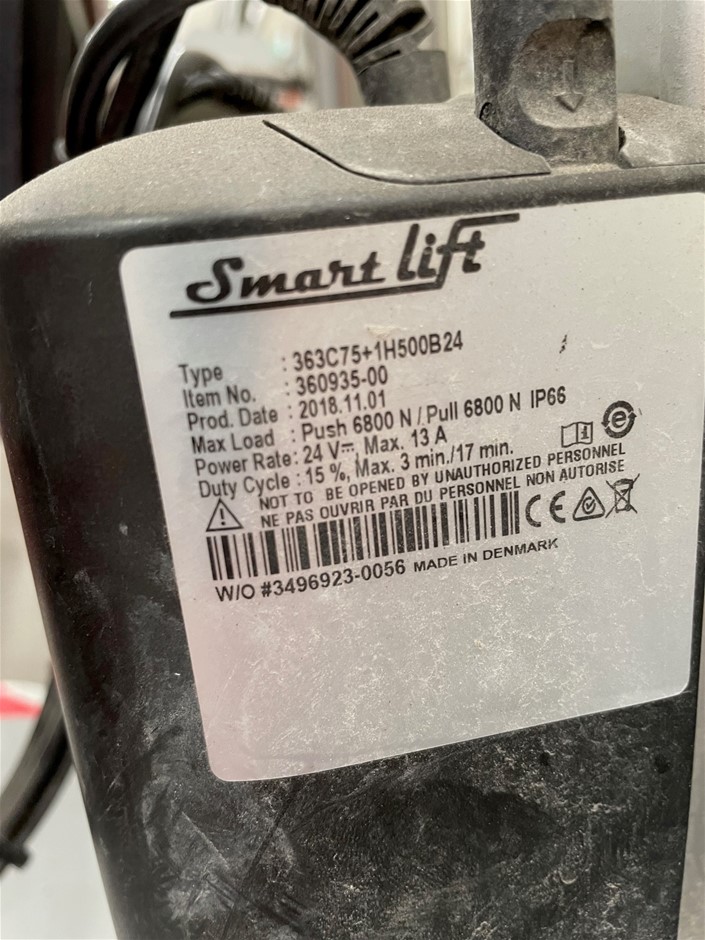 Smart lift
Type : 363C75+1H500B24
Item No. : 360935-00
Prod. Date : 2018.11.01
Max Load : Push 6800 N / Pull 6800 N IP66
Power Rate: 24 V⎓, Max. 13 A
Duty Cycle : 15 %, Max. 3 min./17 min.
NOT TO BE OPENED BY UNAUTHORIZED PERSONNEL
NE PAS OUVRIR PAR DU PERSONNEL NON AUTORISE
W/O #3496923-0056 MADE IN DENMARK